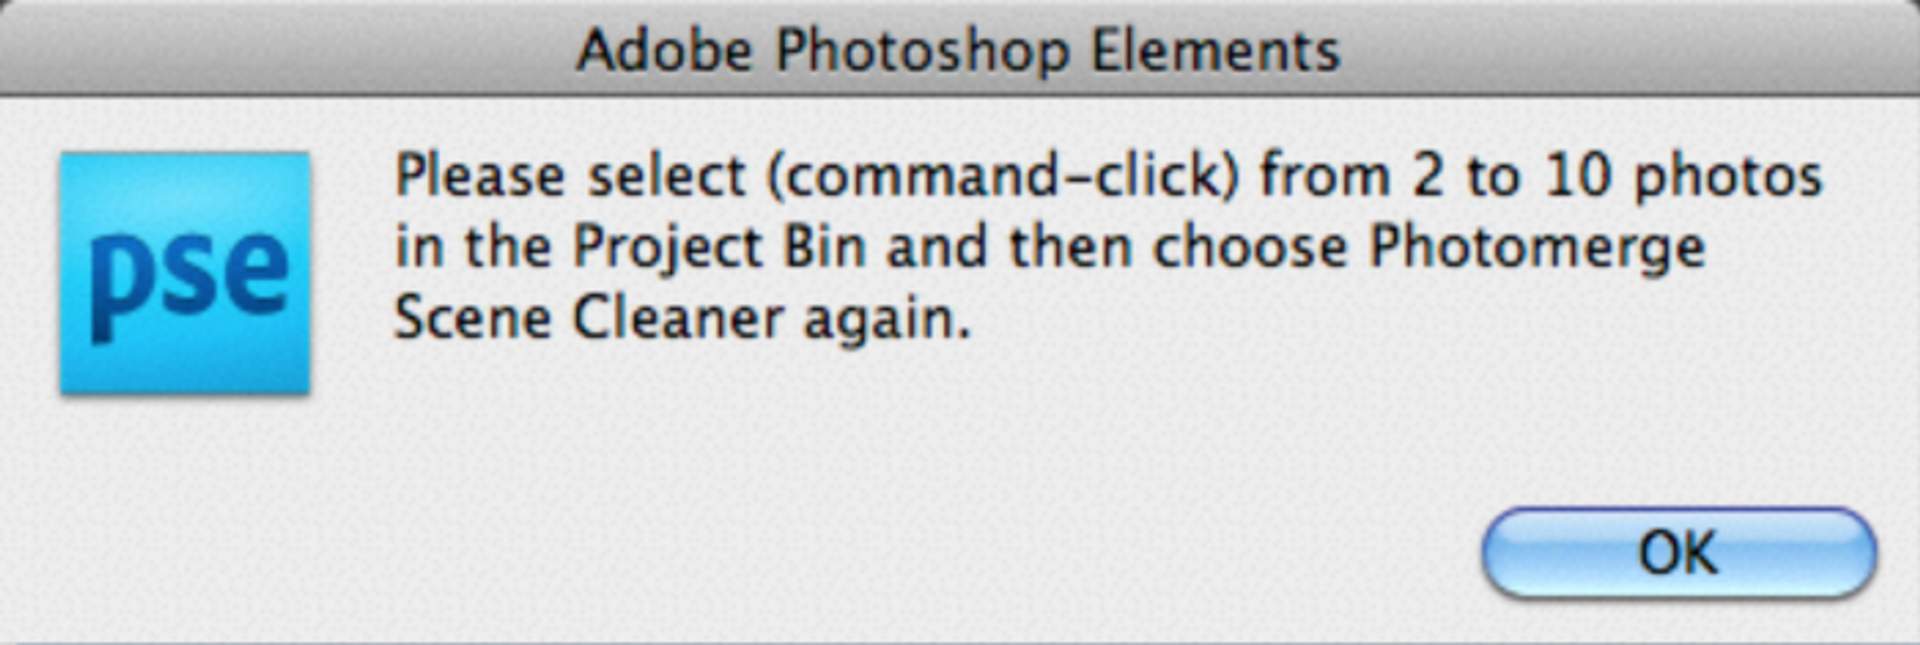 Adobe Photoshop Elements
pse
Please select (command-click) from 2 to 10 photos
in the Project Bin and then choose Photomerge
Scene Cleaner again.
OK